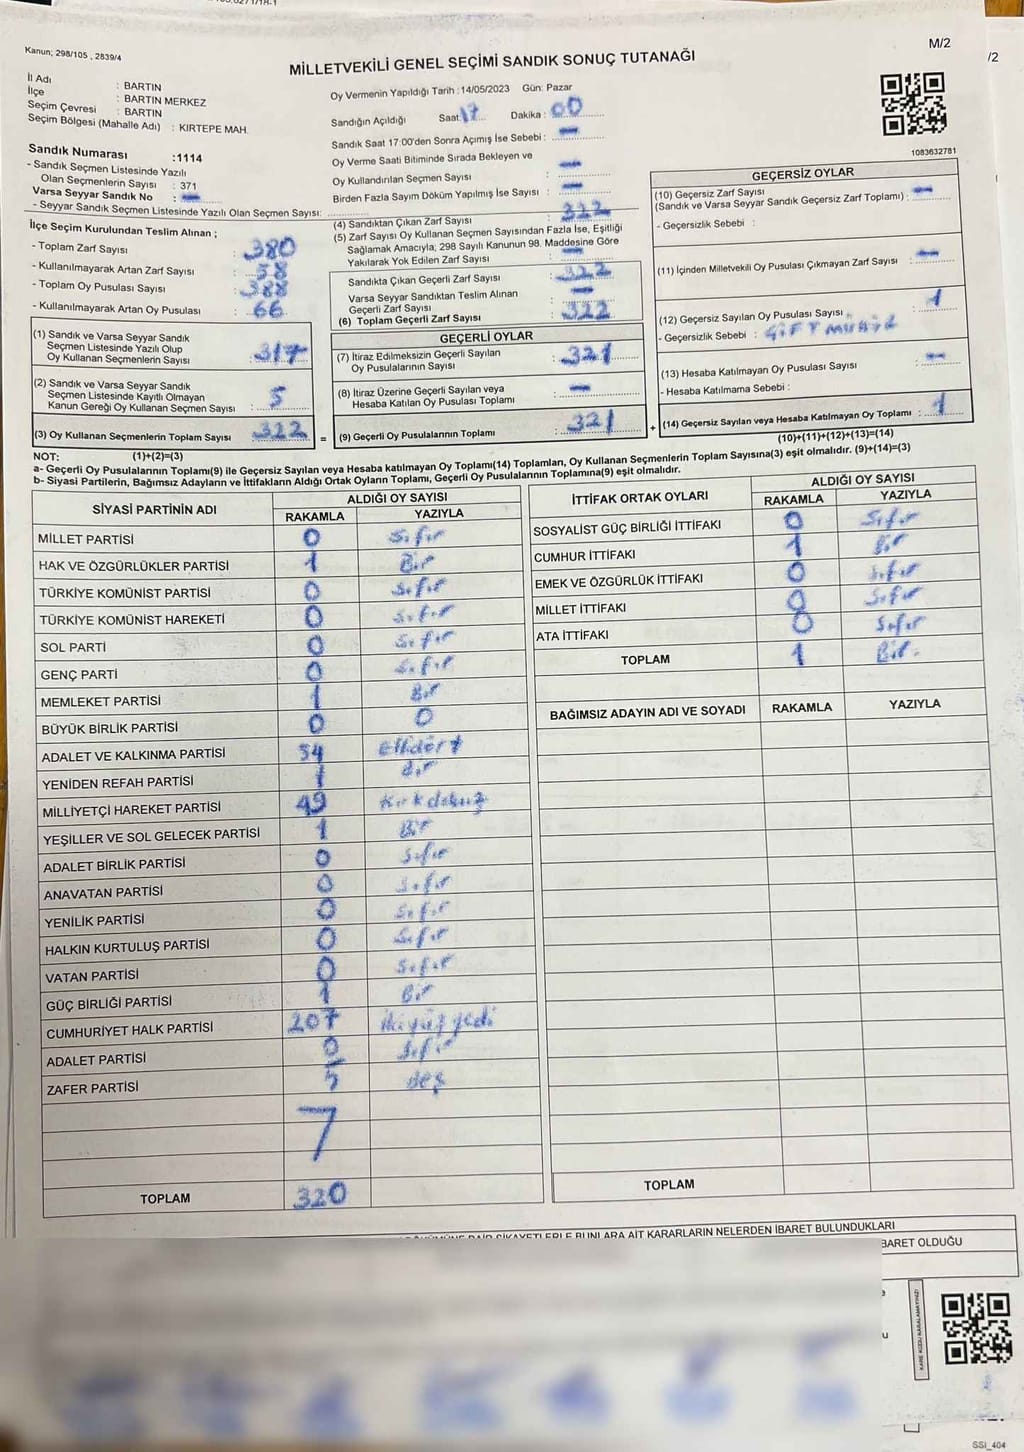 Kanun; 298/105 , 2839/4
M/2
/2
MİLLETVEKİLİ GENEL SEÇİMİ SANDIK SONUÇ TUTANAĞI
İl Adı : BARTIN
İlçe : BARTIN MERKEZ
Seçim Çevresi : BARTIN
Seçim Bölgesi (Mahalle Adı) : KIRTEPE MAH.
Sandık Numarası :1114
- Sandık Seçmen Listesinde Yazılı
Olan Seçmenlerin Sayısı : 371
Varsa Seyyar Sandık No : -
- Seyyar Sandık Seçmen Listesinde Yazılı Olan Seçmen Sayısı:
Oy Vermenin Yapıldığı Tarih : 14/05/2023 Gün: Pazar
Sandığın Açıldığı Saat: 17 Dakika : 00
Sandık Saat 17:00'den Sonra Açımış İse Sebebi : -
Oy Verme Saati Bitiminde Sırada Bekleyen ve
Oy Kullandırılan Seçmen Sayısı : -
Birden Fazla Sayım Döküm Yapılmış İse Sayısı : -
1083632781
İlçe Seçim Kurulundan Teslim Alınan ;
- Toplam Zarf Sayısı : 380
- Kullanılmayarak Artan Zarf Sayısı : 58
- Toplam Oy Pusulası Sayısı : 388
- Kullanılmayarak Artan Oy Pusulası : 66
(1) Sandık ve Varsa Seyyar Sandık
Seçmen Listesinde Yazılı Olup
Oy Kullanan Seçmenlerin Sayısı : 317
(2) Sandık ve Varsa Seyyar Sandık
Seçmen Listesinde Kayıtlı Olmayan
Kanun Gereği Oy Kullanan Seçmen Sayısı : 5
(3) Oy Kullanan Seçmenlerin Toplam Sayısı : 322 =
(4) Sandıktan Çıkan Zarf Sayısı : 322
(5) Zarf Sayısı Oy Kullanan Seçmen Sayısından Fazla İse, Eşitliği
Sağlamak Amacıyla; 298 Sayılı Kanunun 98. Maddesine Göre
Yakılarak Yok Edilen Zarf Sayısı : -
Sandıkta Çıkan Geçerli Zarf Sayısı : 322
Varsa Seyyar Sandıktan Teslim Alınan
Geçerli Zarf Sayısı : -
(6) Toplam Geçerli Zarf Sayısı : 322
GEÇERLİ OYLAR
(7) İtiraz Edilmeksizin Geçerli Sayılan
Oy Pusulasının Sayısı : 321
(8) İtiraz Üzerine Geçerli Sayılan veya
Hesaba Katılan Oy Pusulası Toplamı : -
(9) Geçerli Oy Pusulalarının Toplamı : 321 +
GEÇERSİZ OYLAR
(10) Geçersiz Zarf Sayısı
(Sandık ve Varsa Seyyar Sandık Geçersiz Zarf Toplamı) : -
- Geçersizlik Sebebi :
(11) İçinden Milletvekili Oy Pusulası Çıkmayan Zarf Sayısı : -
(12) Geçersiz Sayılan Oy Pusulası Sayısı : 1
- Geçersizlik Sebebi : ÇİFT MÜHÜR
(13) Hesaba Katılmayan Oy Pusulası Sayısı : -
- Hesaba Katılmama Sebebi :
(14) Geçersiz Sayılan veya Hesaba Katılmayan Oy Toplamı : 1
NOT: (1)+(2)=(3)
(10)+(11)+(12)+(13)=(14)
a- Geçerli Oy Pusulalarının Toplamı(9) ile Geçersiz Sayılan veya Hesaba katılmayan Oy Toplamı(14) Toplamları, Oy Kullanan Seçmenlerin Toplam Sayısına(3) eşit olmalıdır. (9)+(14)=(3)
b- Siyasi Partilerin, Bağımsız Adayların ve İttifakların Aldığı Oyların Toplamı, Geçerli Oy Pusulalarının Toplamına(9) eşit olmalıdır.
SİYASİ PARTİNİN ADI ALDIĞI OY SAYISI
RAKAMLA YAZIYLA
MİLLET PARTİSİ 0 Sıfır
HAK VE ÖZGÜRLÜKLER PARTİSİ 1 Bir
TÜRKİYE KOMÜNİST PARTİSİ 0 Sıfır
TÜRKİYE KOMÜNİST HAREKETİ 0 Sıfır
SOL PARTİ 0 Sıfır
GENÇ PARTİ 0 Sıfır
MEMLEKET PARTİSİ 1 Bir
BÜYÜK BİRLİK PARTİSİ 0 0
ADALET VE KALKINMA PARTİSİ 54 Ellidört
YENİDEN REFAH PARTİSİ 1 Bir
MİLLİYETÇİ HAREKET PARTİSİ 49 Kırkdokuz
YEŞİLLER VE SOL GELECEK PARTİSİ 1 Bir
ADALET BİRLİK PARTİSİ 0 Sıfır
ANAVATAN PARTİSİ 0 Sıfır
YENİLİK PARTİSİ 0 Sıfır
HALKIN KURTULUŞ PARTİSİ 0 Sıfır
VATAN PARTİSİ 0 Sıfır
GÜÇ BİRLİĞİ PARTİSİ 1 Bir
CUMHURİYET HALK PARTİSİ 207 İkiyüzyedi
ADALET PARTİSİ 0 Sıfır
ZAFER PARTİSİ 5 Beş
7
TOPLAM 320
İTTİFAK ORTAK OYLARI ALDIĞI OY SAYISI
RAKAMLA YAZIYLA
SOSYALİST GÜÇ BİRLİĞİ İTTİFAKI 0 Sıfır
CUMHUR İTTİFAKI 1 Bir
EMEK VE ÖZGÜRLÜK İTTİFAKI 0 Sıfır
MİLLET İTTİFAKI 0 Sıfır
ATA İTTİFAKI 0 Sıfır
TOPLAM 1 Bir.
BAĞIMSIZ ADAYIN ADI VE SOYADI RAKAMLA YAZIYLA
TOPLAM
ŞİKAYETLERLE BUNLARA AİT KARARLARIN NELERDEN İBARET BULUNDUKLARI
BARET OLDUĞU
KARE KODU KARALAMAYINIZ!
SSI_404